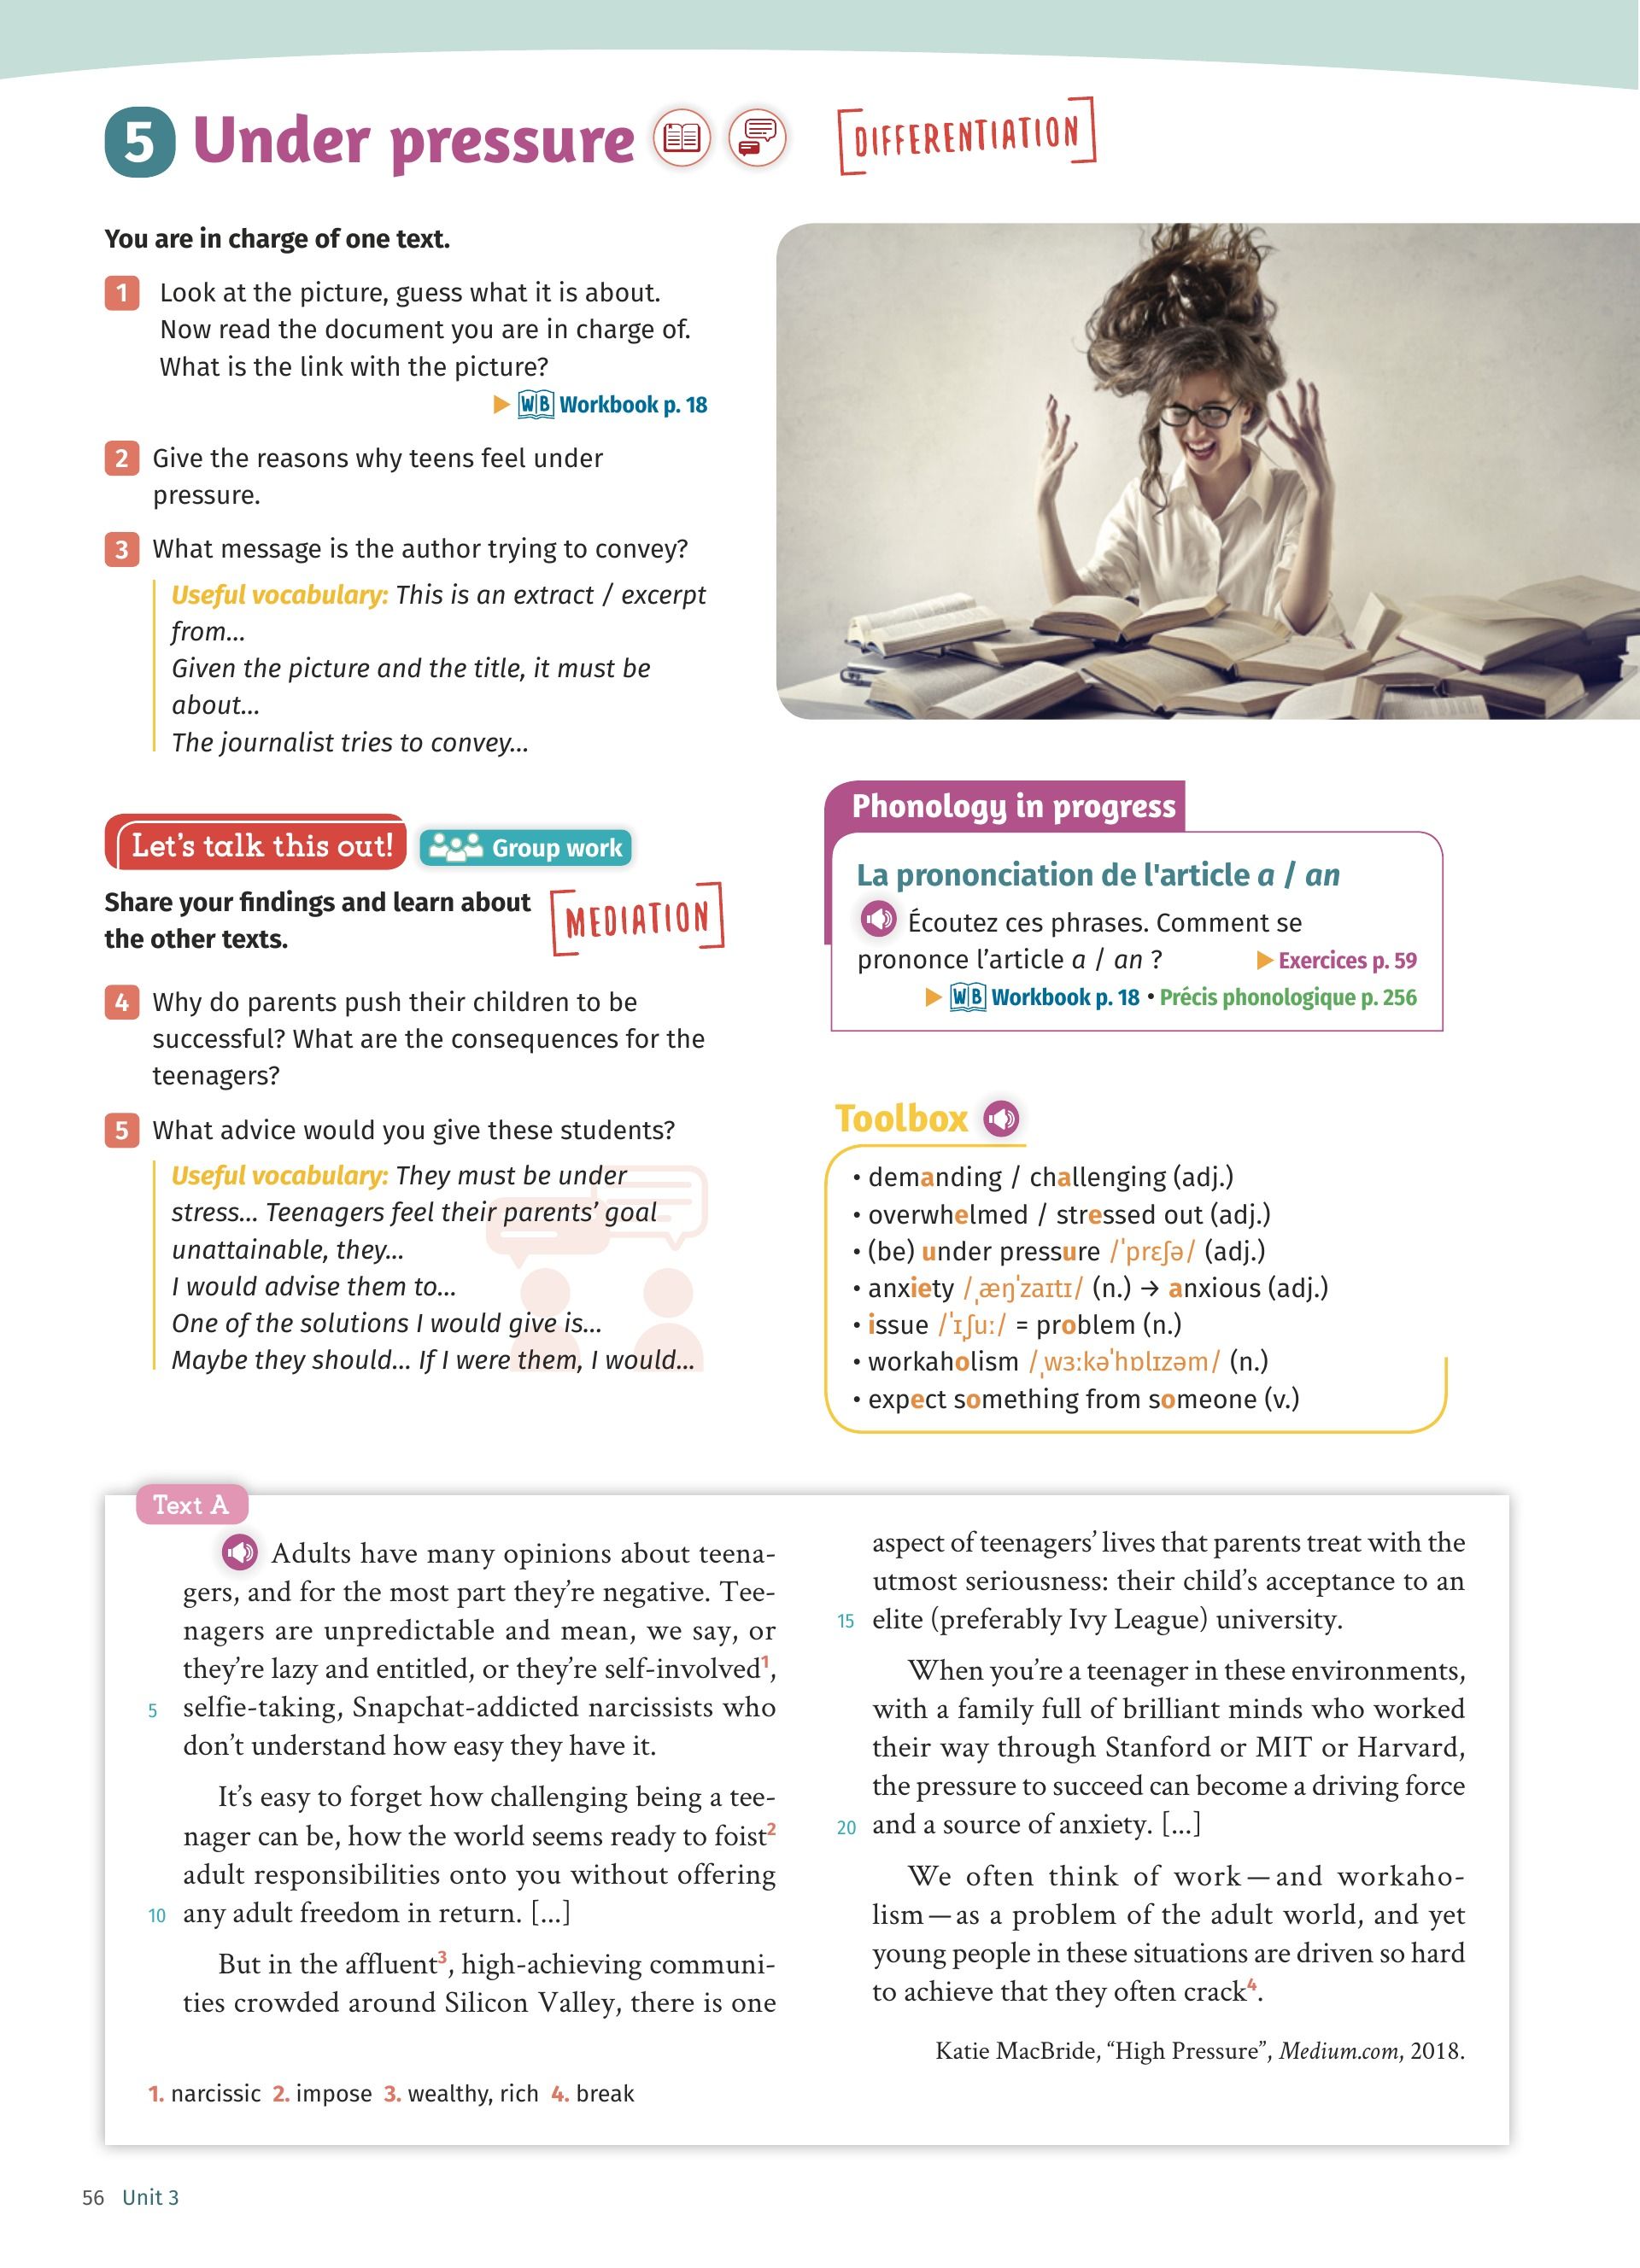 5 Under pressure
DIFFERENTIATION
You are in charge of one text.
1 Look at the picture, guess what it is about.
Now read the document you are in charge of.
What is the link with the picture?
WB Workbook p. 18
2 Give the reasons why teens feel under
pressure.
3 What message is the author trying to convey?
Useful vocabulary: This is an extract / excerpt
from...
Given the picture and the title, it must be
about...
The journalist tries to convey...
Let's talk this out! Group work
Share your findings and learn about
the other texts.
MEDIATION
4 Why do parents push their children to be
successful? What are the consequences for the
teenagers?
5 What advice would you give these students?
Useful vocabulary: They must be under
stress... Teenagers feel their parents' goal
unattainable, they...
I would advise them to...
One of the solutions I would give is...
Maybe they should... If I were them, I would...
Phonology in progress
La prononciation de l'article a / an
Écoutez ces phrases. Comment se
prononce l'article a / an ? Exercices p. 59
WB Workbook p. 18 • Précis phonologique p. 256
Toolbox
• demanding / challenging (adj.)
• overwhelmed / stressed out (adj.)
• (be) under pressure /ˈprɛʃə/ (adj.)
• anxiety /ˌæŋˈzaɪtɪ/ (n.) → anxious (adj.)
• issue /ˈɪˌʃuː/ = problem (n.)
• workaholism /ˌwɜːkəˈhɒlɪzəm/ (n.)
• expect something from someone (v.)
Text A
Adults have many opinions about teena-
gers, and for the most part they're negative. Tee-
nagers are unpredictable and mean, we say, or
they're lazy and entitled, or they're self-involved1,
5 selfie-taking, Snapchat-addicted narcissists who
don't understand how easy they have it.
It's easy to forget how challenging being a tee-
nager can be, how the world seems ready to foist2
adult responsibilities onto you without offering
10 any adult freedom in return. [...]
But in the affluent3, high-achieving communi-
ties crowded around Silicon Valley, there is one
aspect of teenagers' lives that parents treat with the
utmost seriousness: their child's acceptance to an
15 elite (preferably Ivy League) university.
When you're a teenager in these environments,
with a family full of brilliant minds who worked
their way through Stanford or MIT or Harvard,
the pressure to succeed can become a driving force
20 and a source of anxiety. [...]
We often think of work — and workaho-
lism — as a problem of the adult world, and yet
young people in these situations are driven so hard
to achieve that they often crack4.
Katie MacBride, “High Pressure”, Medium.com, 2018.
1. narcissic 2. impose 3. wealthy, rich 4. break
56 Unit 3